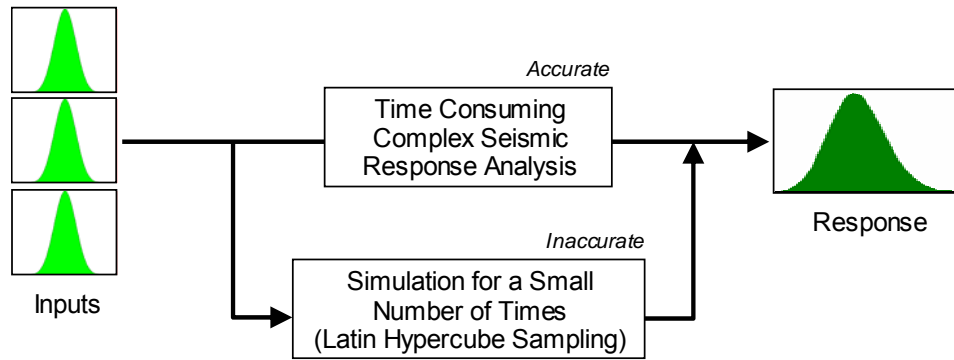 Accurate
Time Consuming
Complex Seismic
Response Analysis
Inaccurate
Simulation for a Small
Number of Times
(Latin Hypercube Sampling)
Inputs
Response